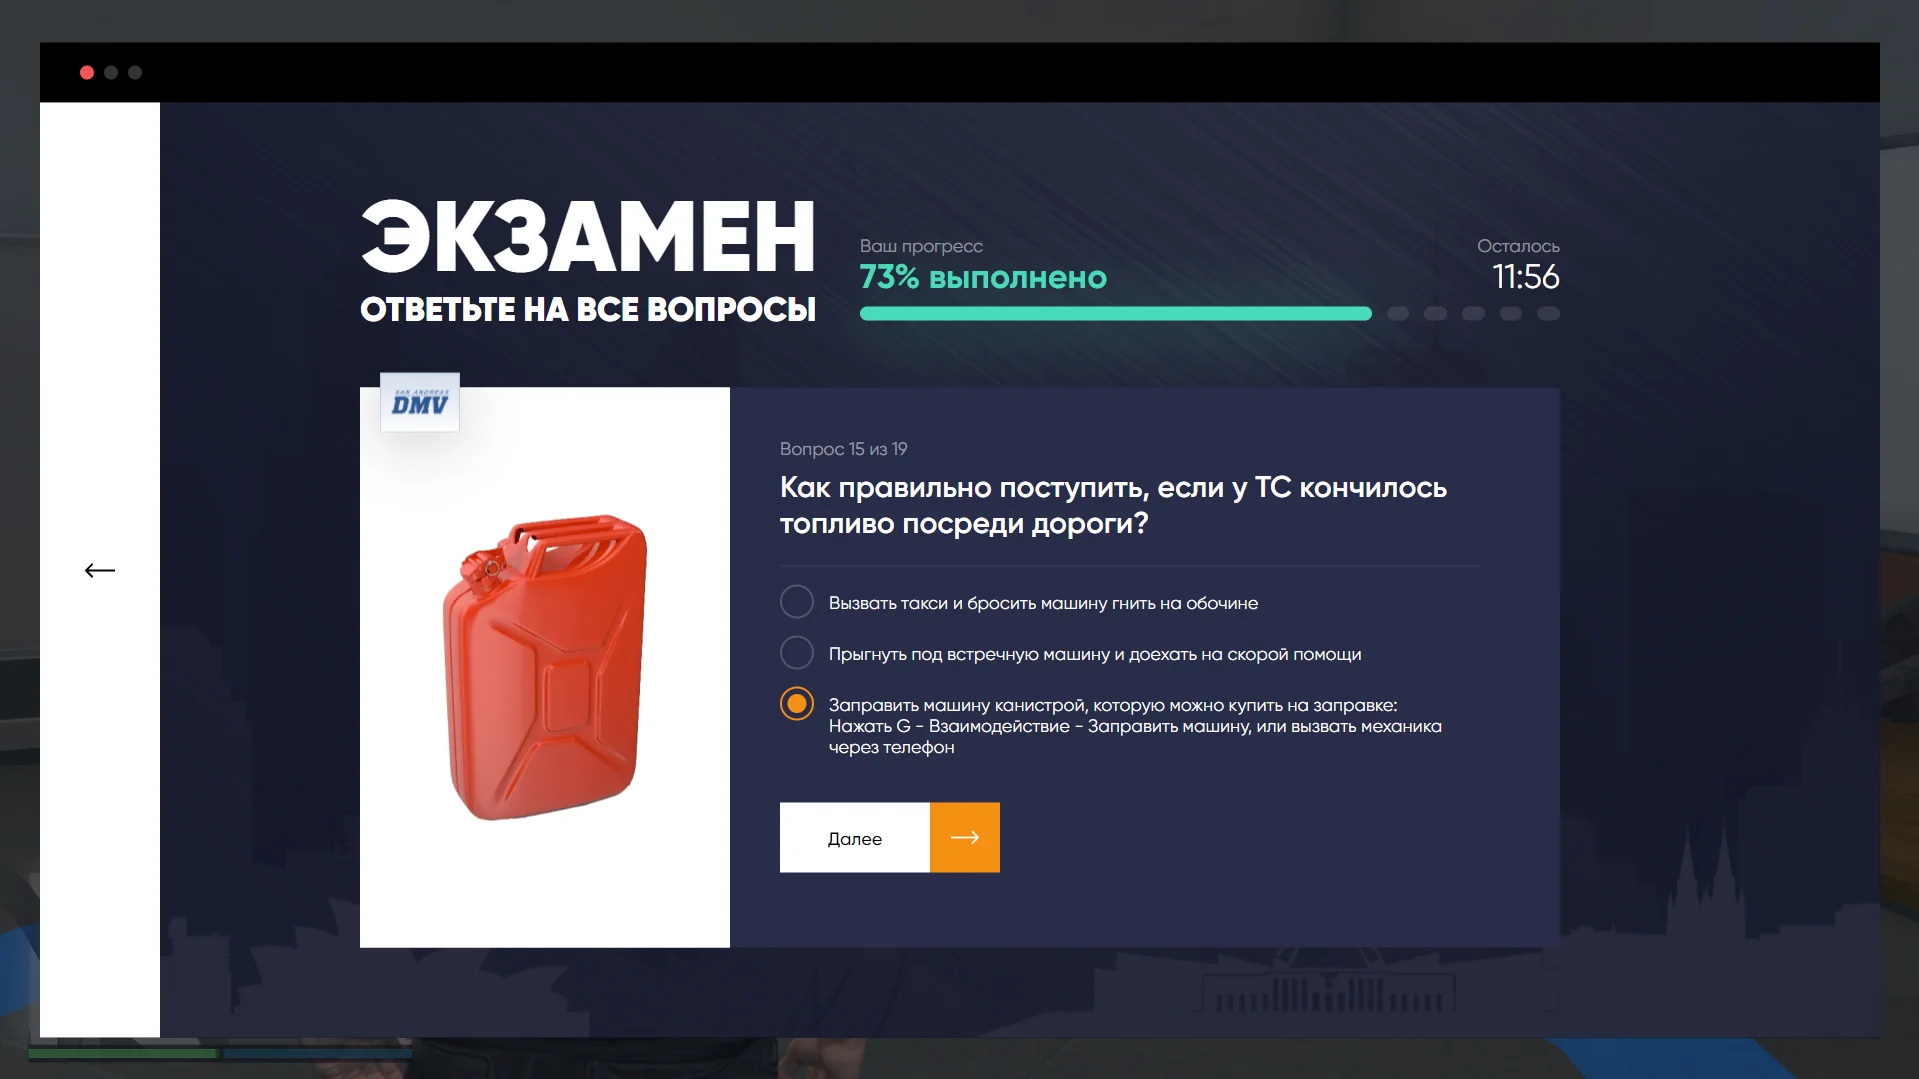 ЭКЗАМЕН
ОТВЕТЬТЕ НА ВСЕ ВОПРОСЫ
Ваш прогресс
73% выполнено
Осталось
11:56
SAN ANDREAS
DMV
Вопрос 15 из 19
Как правильно поступить, если у ТС кончилось
топливо посреди дороги?
Вызвать такси и бросить машину гнить на обочине
Прыгнуть под встречную машину и доехать на скорой помощи
Заправить машину канистрой, которую можно купить на заправке:
Нажать G - Взаимодействие - Заправить машину, или вызвать механика
через телефон
Далее